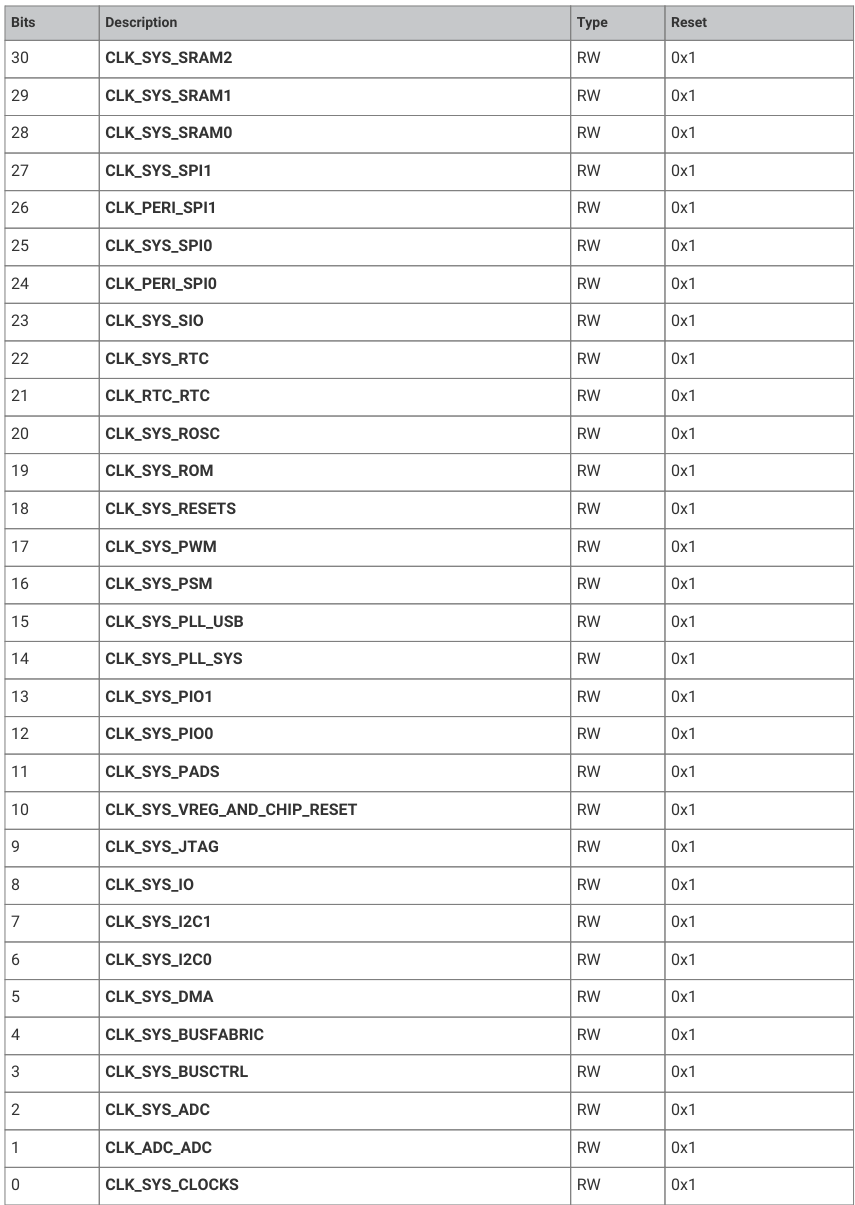 Bits Description Type Reset
30 CLK_SYS_SRAM2 RW 0x1
29 CLK_SYS_SRAM1 RW 0x1
28 CLK_SYS_SRAM0 RW 0x1
27 CLK_SYS_SPI1 RW 0x1
26 CLK_PERI_SPI1 RW 0x1
25 CLK_SYS_SPI0 RW 0x1
24 CLK_PERI_SPI0 RW 0x1
23 CLK_SYS_SIO RW 0x1
22 CLK_SYS_RTC RW 0x1
21 CLK_RTC_RTC RW 0x1
20 CLK_SYS_ROSC RW 0x1
19 CLK_SYS_ROM RW 0x1
18 CLK_SYS_RESETS RW 0x1
17 CLK_SYS_PWM RW 0x1
16 CLK_SYS_PSM RW 0x1
15 CLK_SYS_PLL_USB RW 0x1
14 CLK_SYS_PLL_SYS RW 0x1
13 CLK_SYS_PIO1 RW 0x1
12 CLK_SYS_PIO0 RW 0x1
11 CLK_SYS_PADS RW 0x1
10 CLK_SYS_VREG_AND_CHIP_RESET RW 0x1
9 CLK_SYS_JTAG RW 0x1
8 CLK_SYS_IO RW 0x1
7 CLK_SYS_I2C1 RW 0x1
6 CLK_SYS_I2C0 RW 0x1
5 CLK_SYS_DMA RW 0x1
4 CLK_SYS_BUSFABRIC RW 0x1
3 CLK_SYS_BUSCTRL RW 0x1
2 CLK_SYS_ADC RW 0x1
1 CLK_ADC_ADC RW 0x1
0 CLK_SYS_CLOCKS RW 0x1